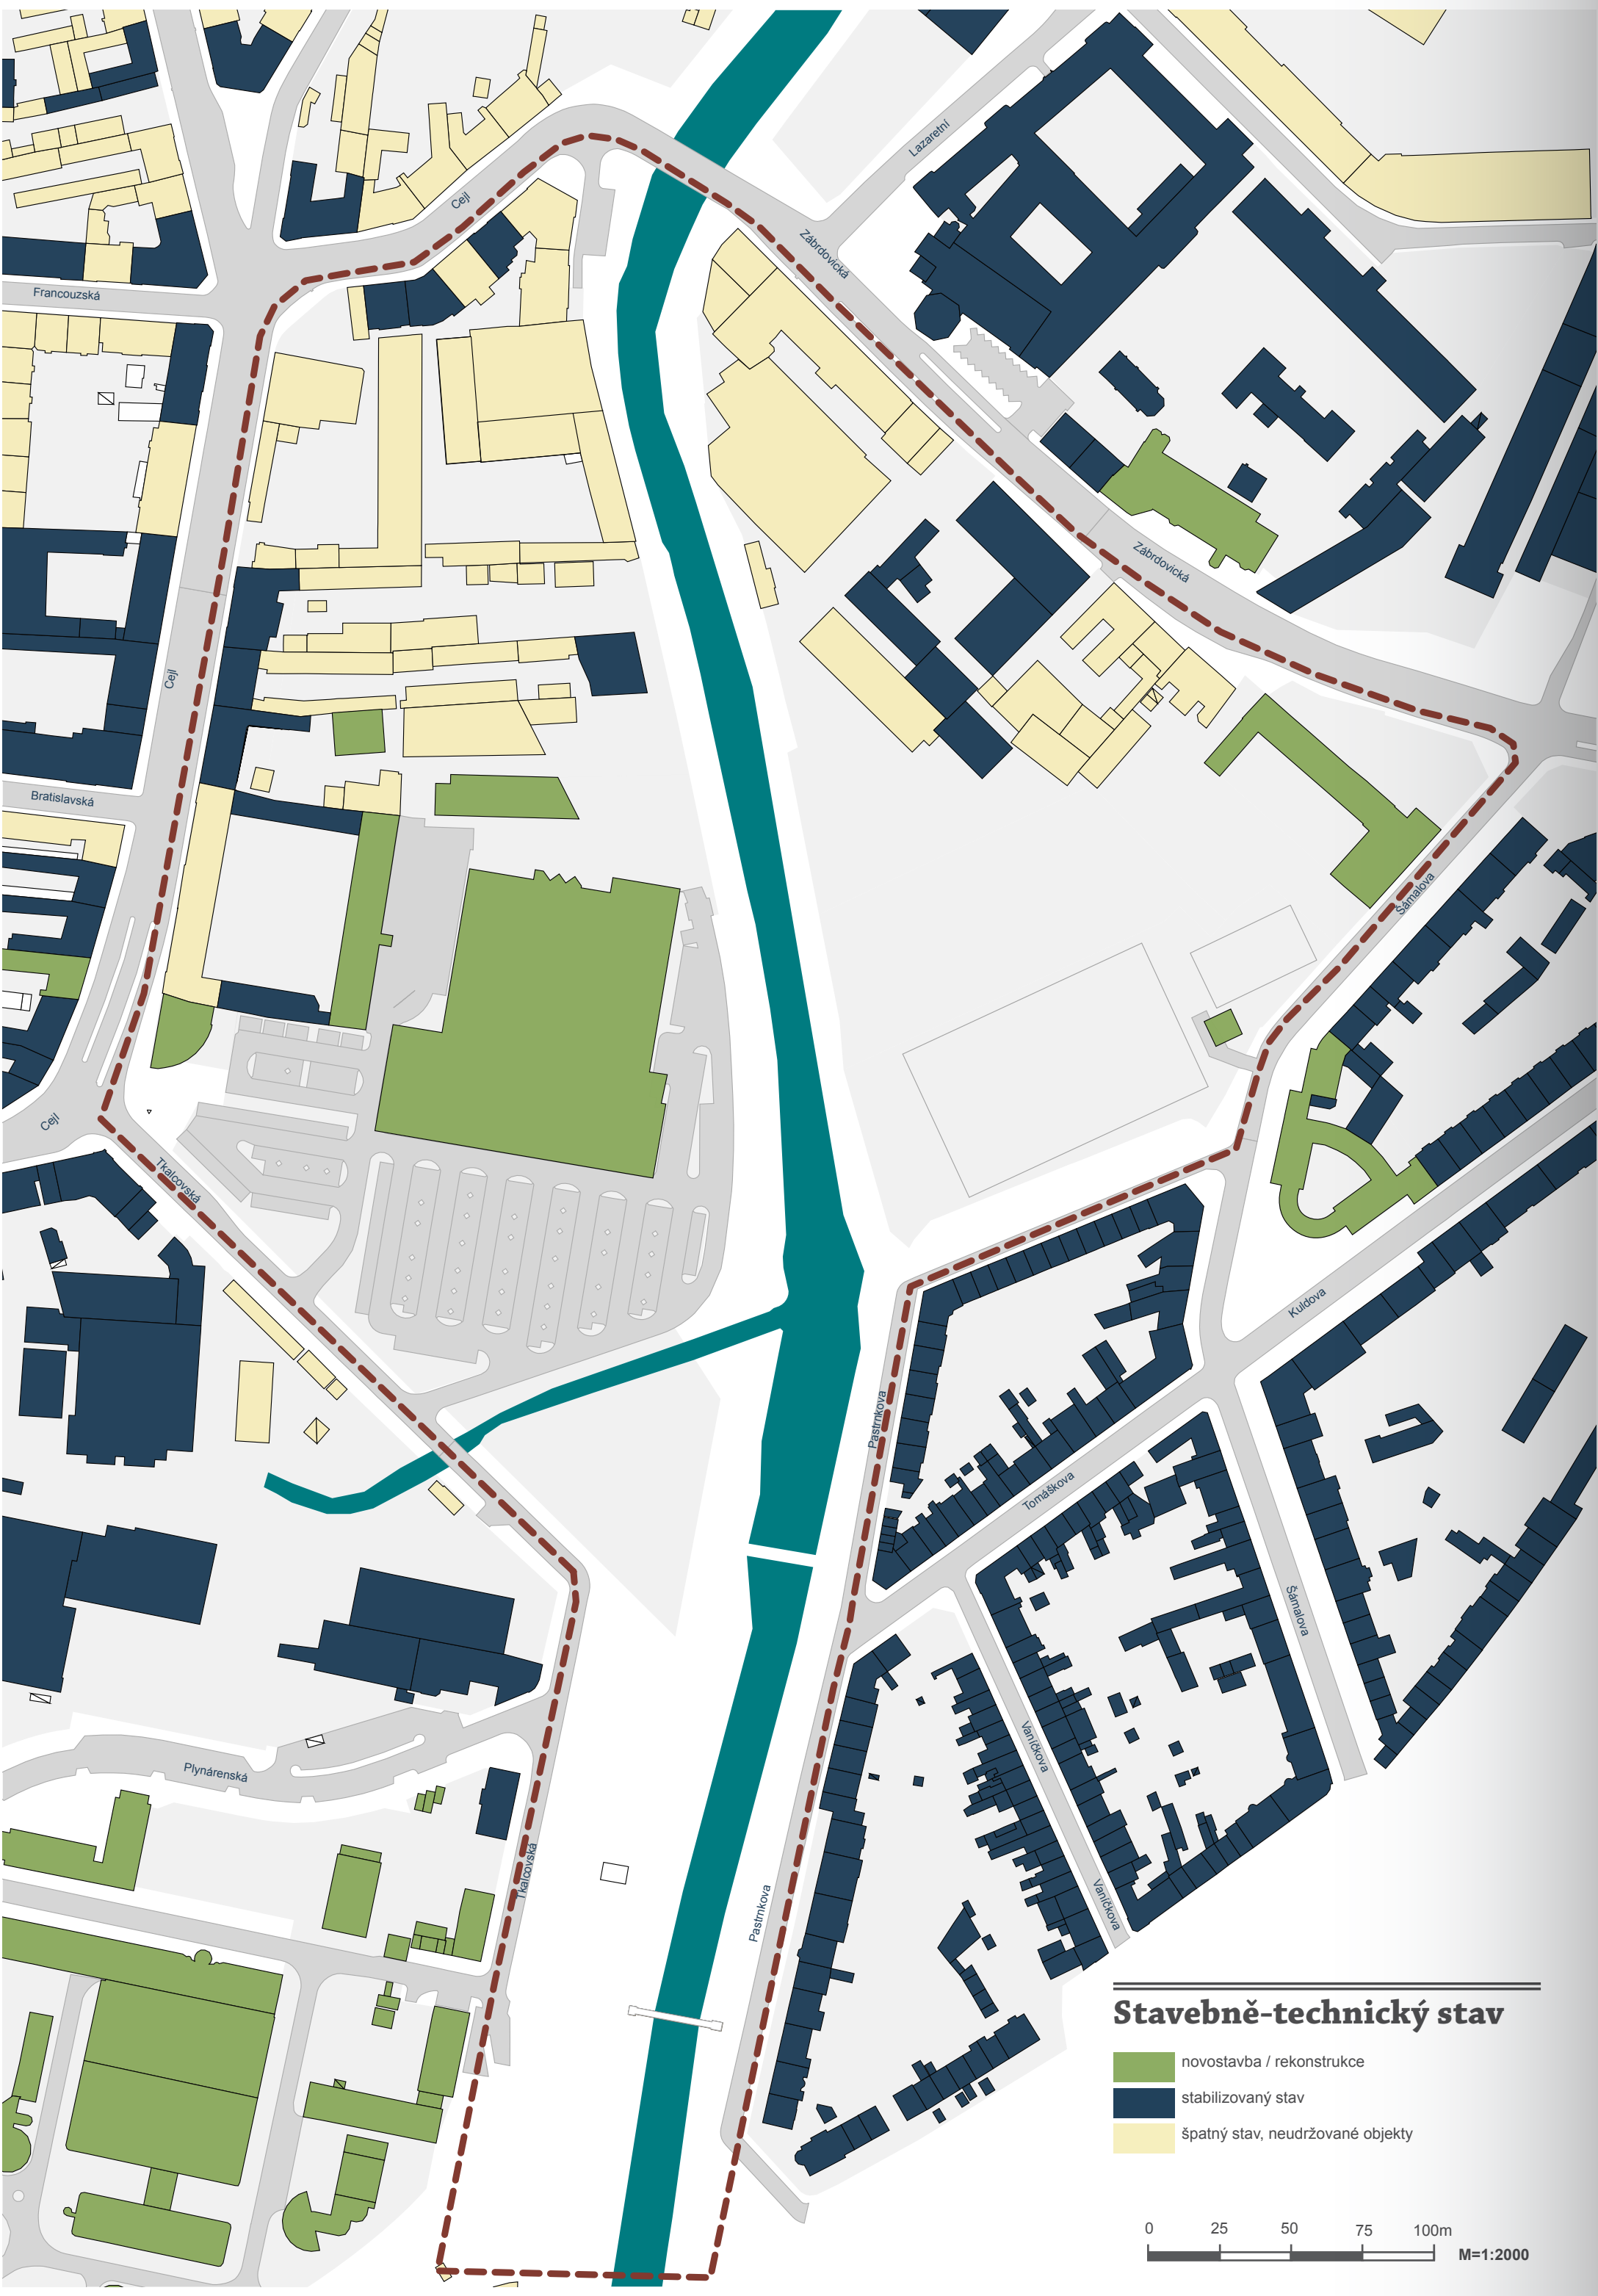 Lazaretní
Cejl
Zábrdovická
Francouzská
Zábrdovická
Cejl
Bratislavská
Šámalova
Cejl
Tkalcovská
Kuldova
Pastrnkova
Tomáškova
Šámalova
Vaníčkova
Plynárenská
Tkalcovská
Vaníčkova
Pastrnkova
Stavebně-technický stav
novostavba / rekonstrukce
stabilizovaný stav
špatný stav, neudržované objekty
0 25 50 75 100m
M=1:2000